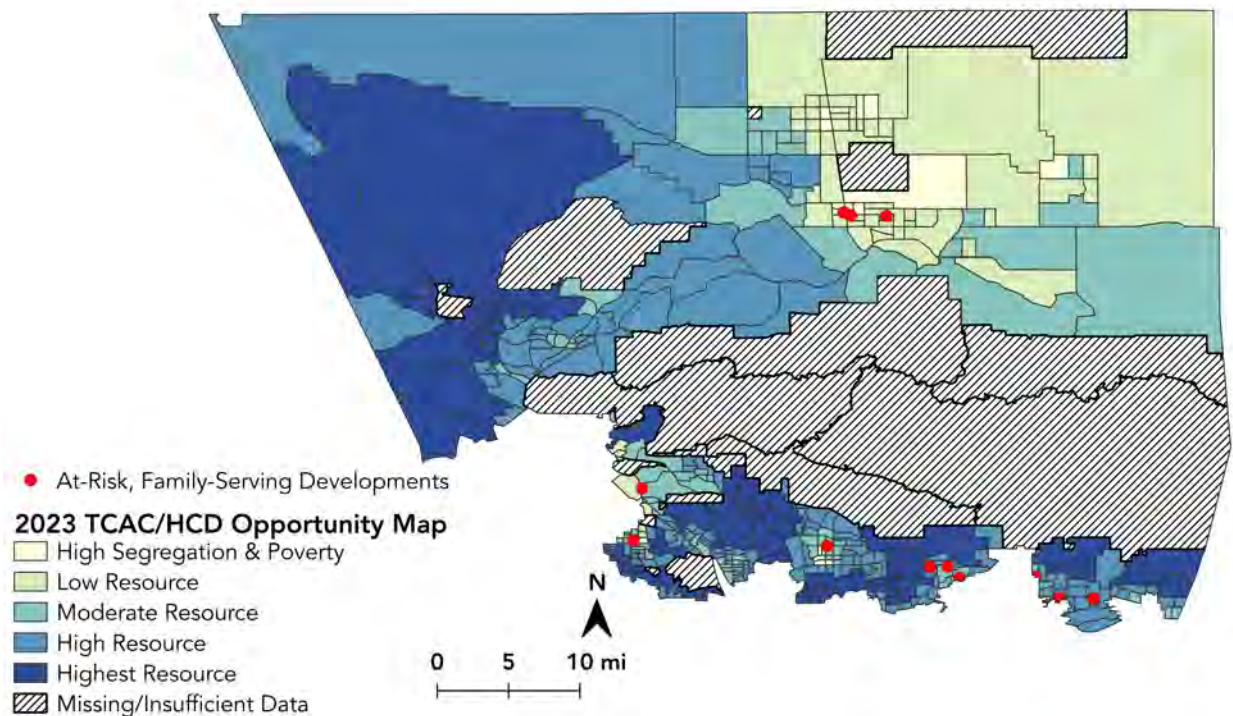 At-Risk, Family-Serving Developments
2023 TCAC/HCD Opportunity Map
High Segregation & Poverty
Low Resource
Moderate Resource
High Resource
Highest Resource
Missing/Insufficient Data
N
0 5 10 mi